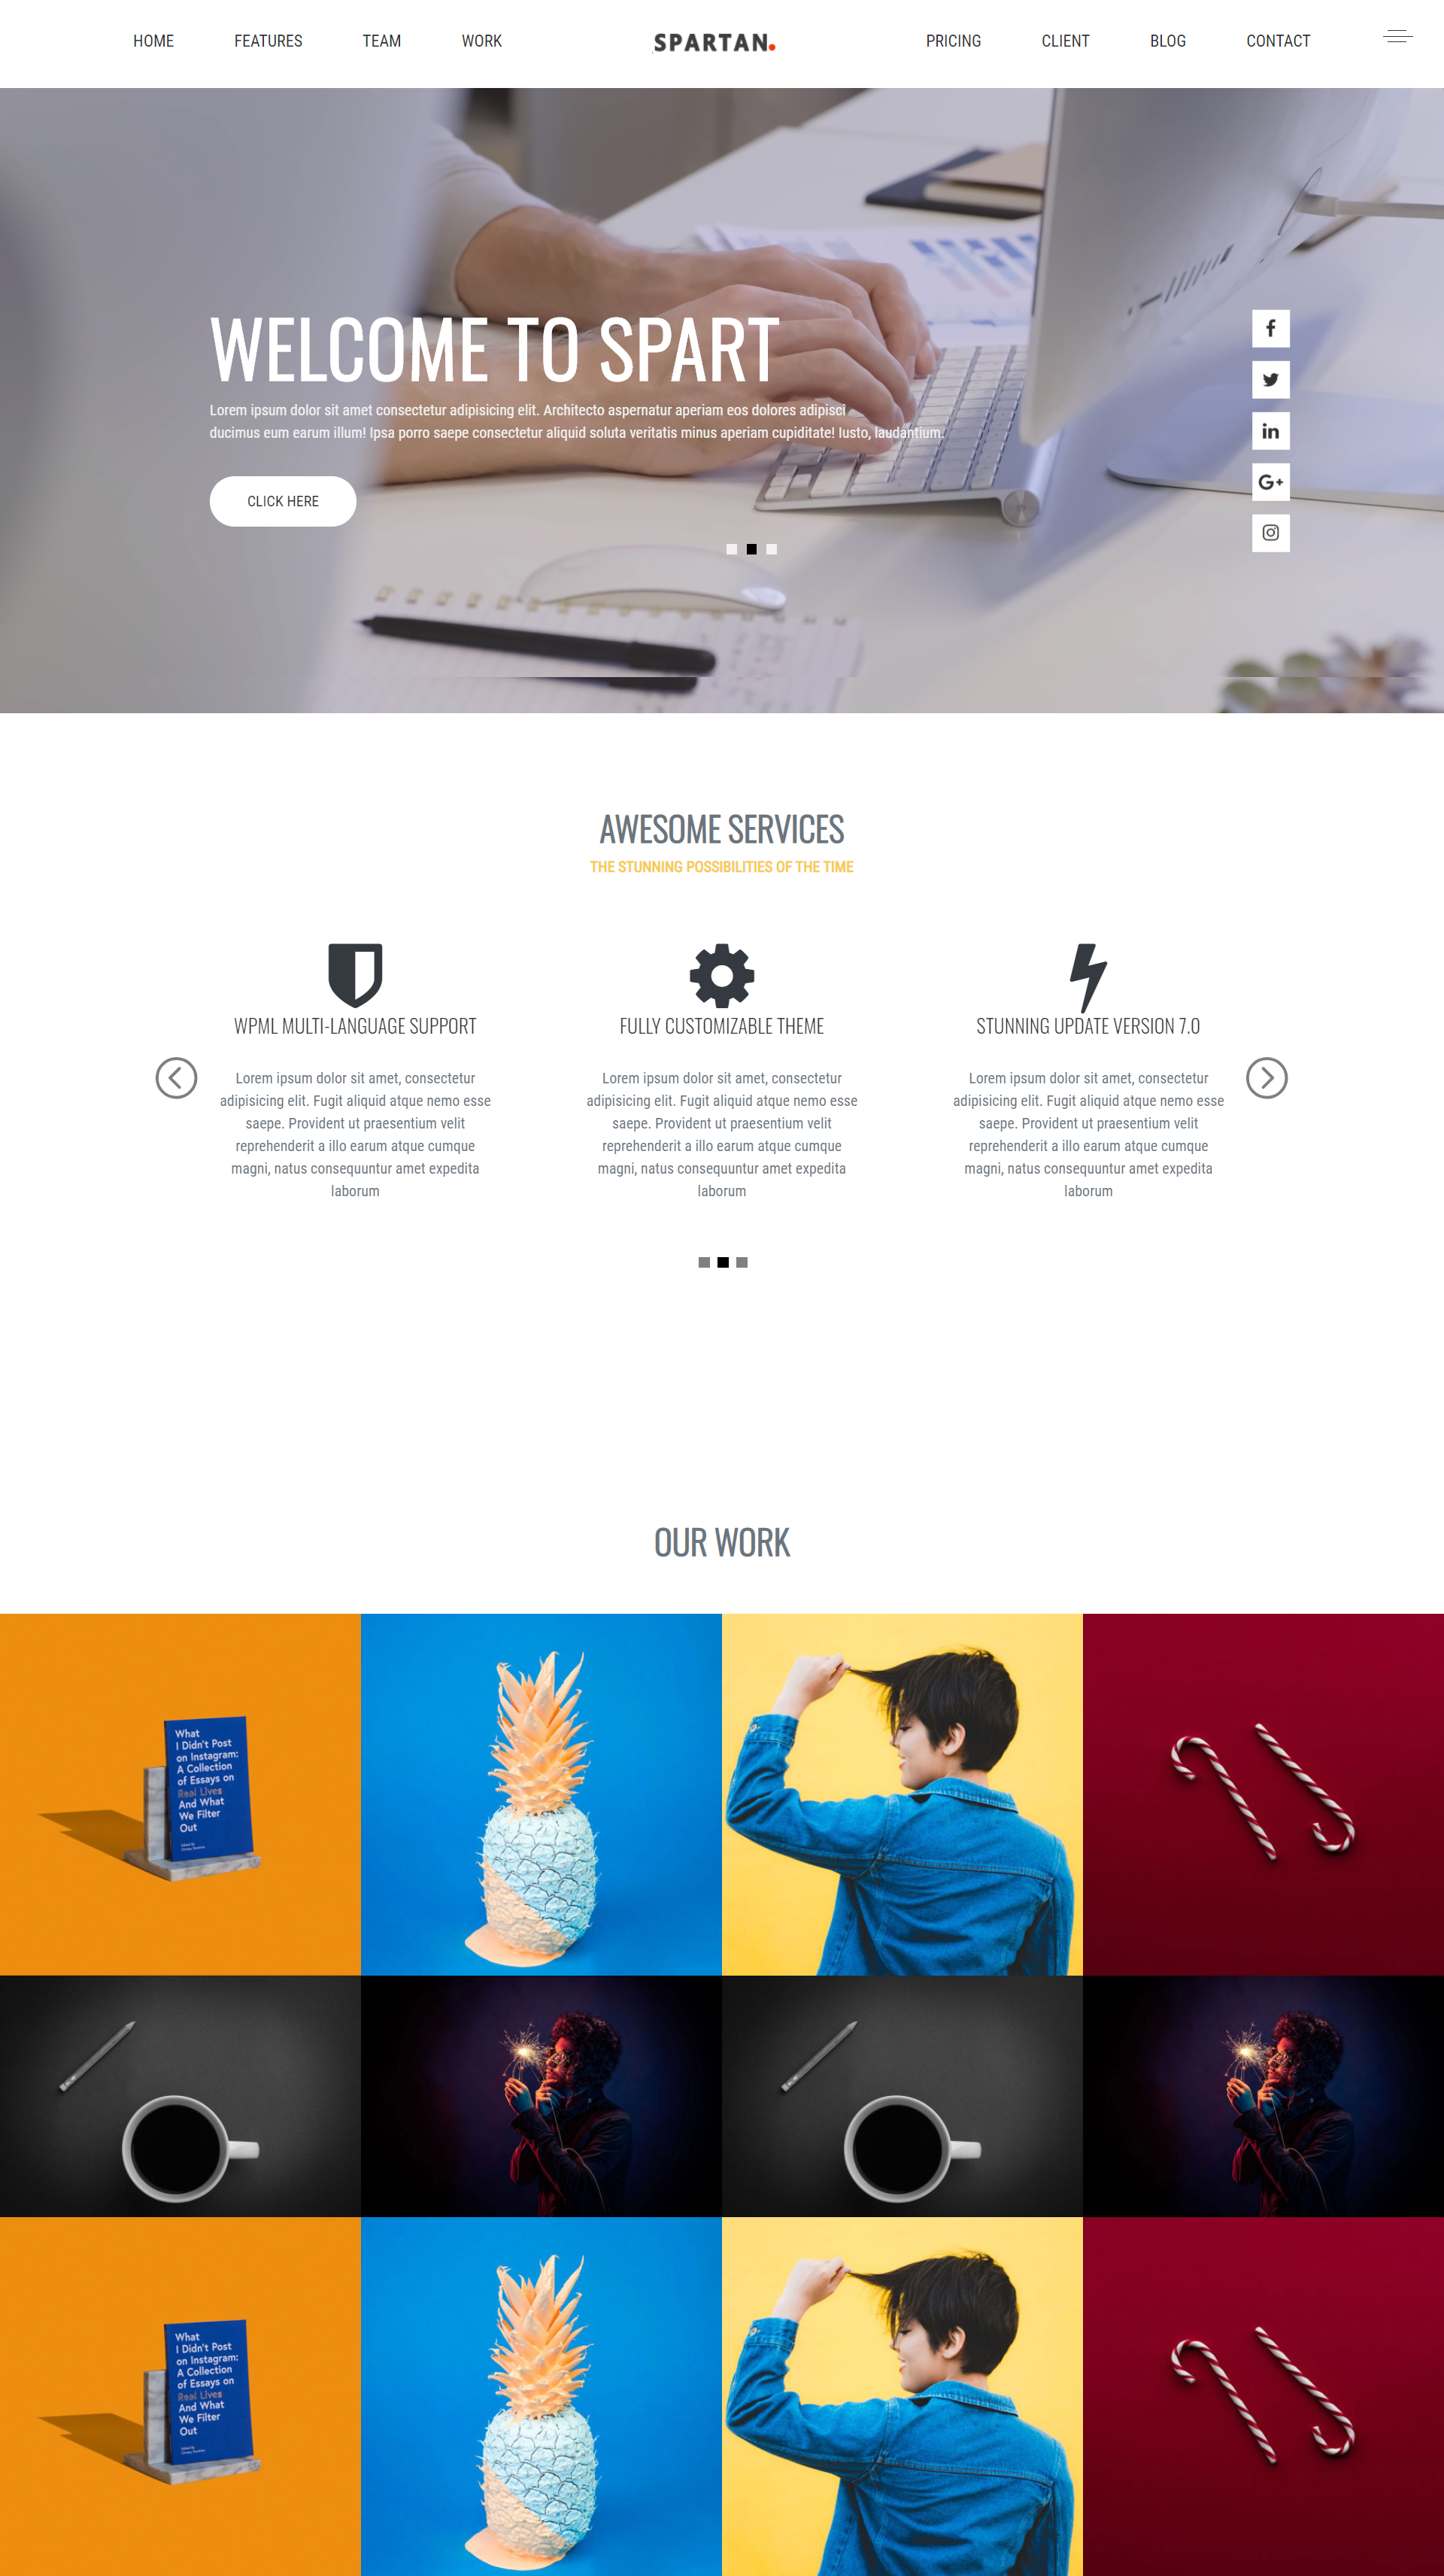 HOME FEATURES TEAM WORK SPARTAN. PRICING CLIENT BLOG CONTACT
WELCOME TO SPART
Lorem ipsum dolor sit amet consectetur adipisicing elit. Architecto aspernatur aperiam eos dolores adipisci
ducimus eum earum illum! Ipsa porro saepe consectetur aliquid soluta veritatis minus aperiam cupiditate! Iusto, laudantium.
CLICK HERE
AWESOME SERVICES
THE STUNNING POSSIBILITIES OF THE TIME
WPML MULTI-LANGUAGE SUPPORT
Lorem ipsum dolor sit amet, consectetur
adipisicing elit. Fugit aliquid atque nemo esse
saepe. Provident ut praesentium velit
reprehenderit a illo earum atque cumque
magni, natus consequuntur amet expedita
laborum
FULLY CUSTOMIZABLE THEME
Lorem ipsum dolor sit amet, consectetur
adipisicing elit. Fugit aliquid atque nemo esse
saepe. Provident ut praesentium velit
reprehenderit a illo earum atque cumque
magni, natus consequuntur amet expedita
laborum
STUNNING UPDATE VERSION 7.0
Lorem ipsum dolor sit amet, consectetur
adipisicing elit. Fugit aliquid atque nemo esse
saepe. Provident ut praesentium velit
reprehenderit a illo earum atque cumque
magni, natus consequuntur amet expedita
laborum
OUR WORK
What
I Didn't Post
on Instagram:
A Collection
of Essays on
Real Lives
And What
We Filter
Out
What
I Didn't Post
on Instagram:
A Collection
of Essays on
Real Lives
And What
We Filter
Out